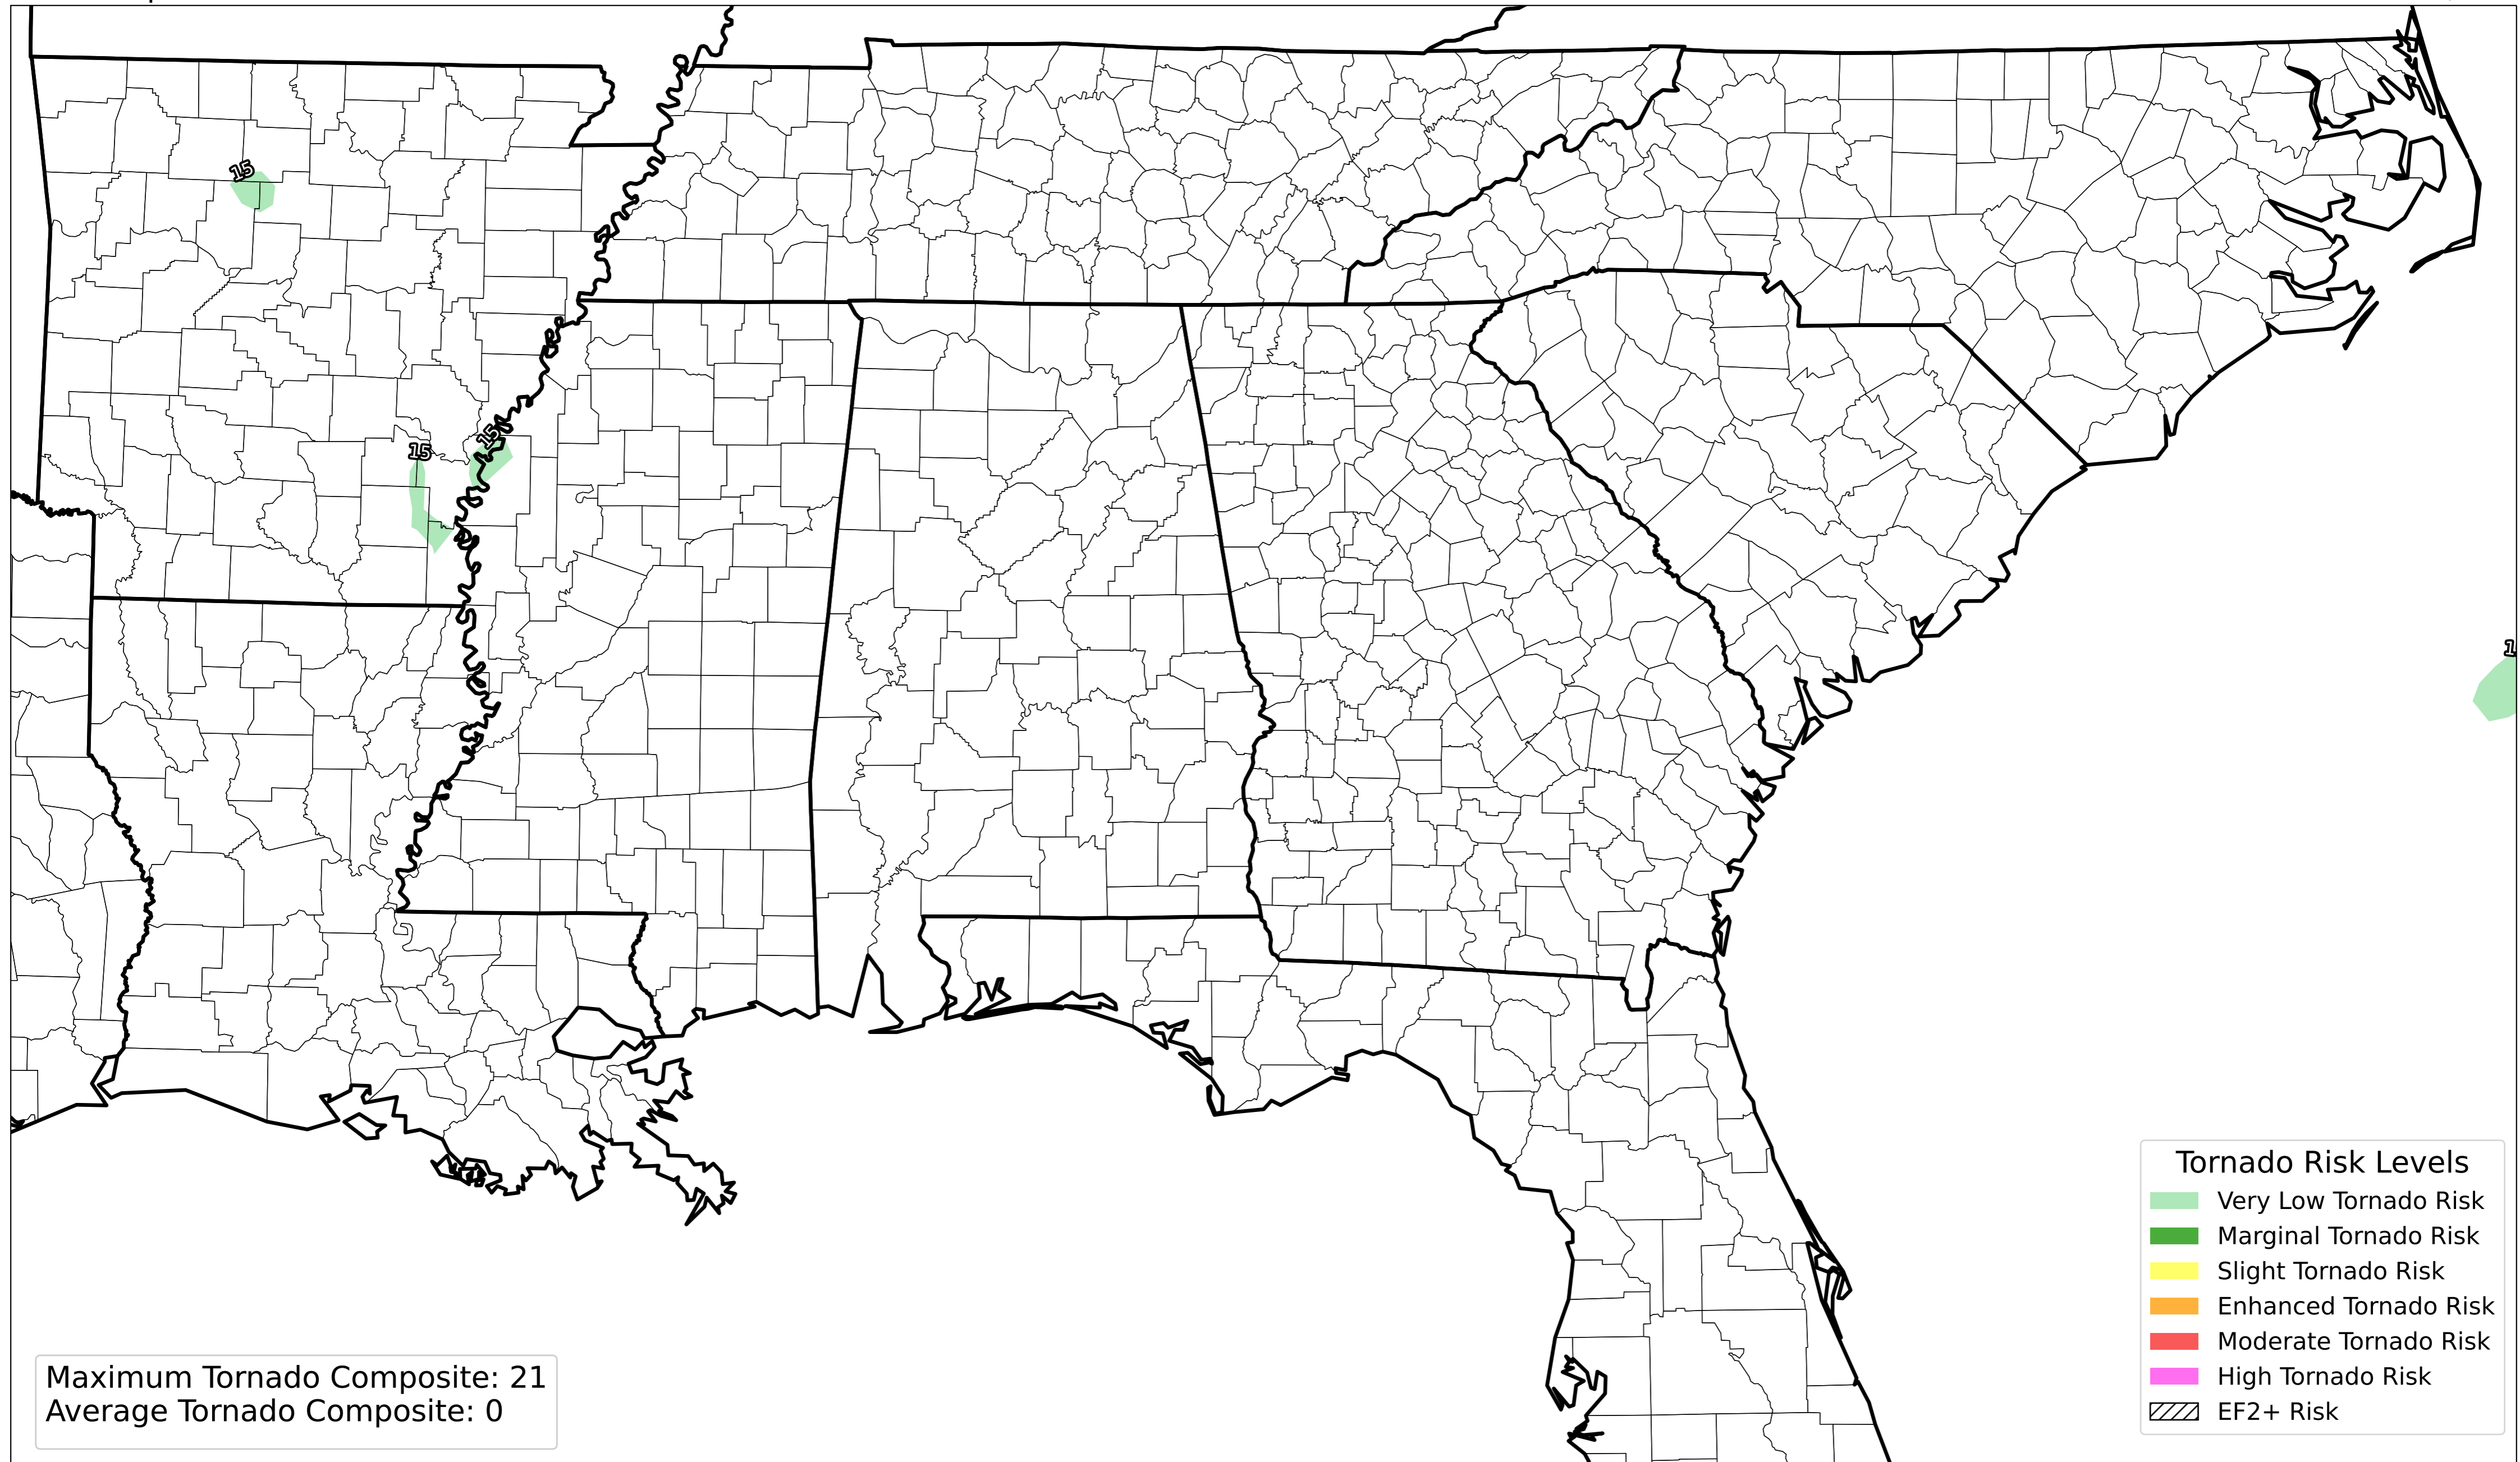 15
15
15
1
Tornado Risk Levels
Very Low Tornado Risk
Marginal Tornado Risk
Slight Tornado Risk
Enhanced Tornado Risk
Moderate Tornado Risk
High Tornado Risk
EF2+ Risk
Maximum Tornado Composite: 21
Average Tornado Composite: 0